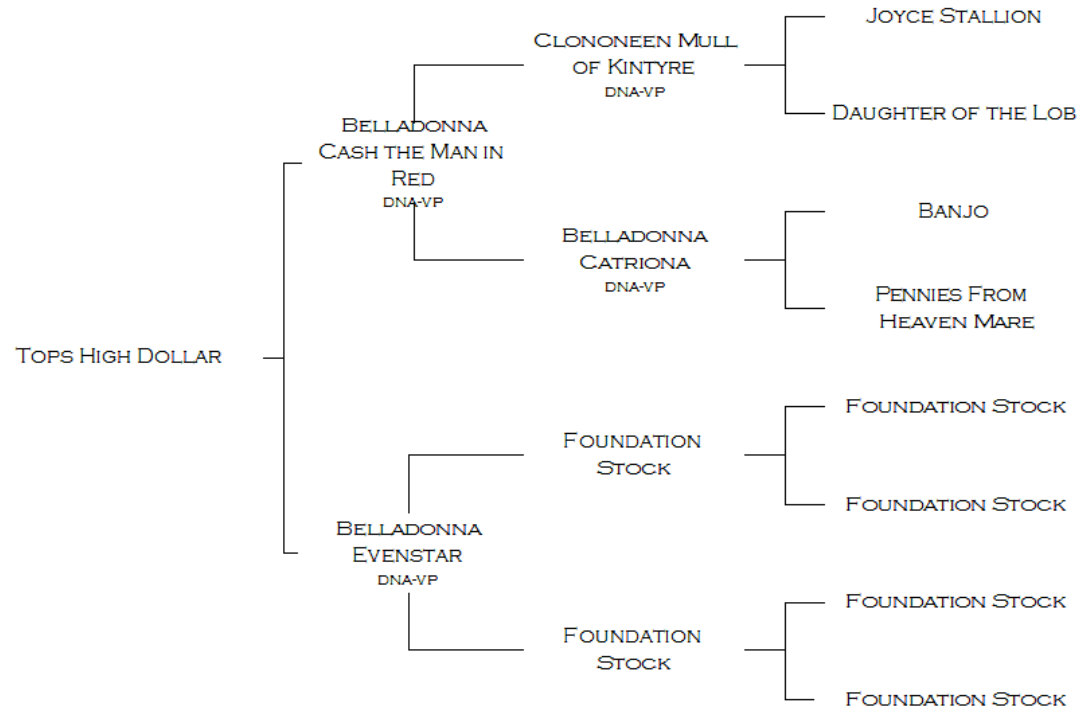 Joyce Stallion
Clononeen Mull
of Kintyre
DNA-VP
Daughter of the Lob
Belladonna
Cash the Man in
Red
DNA-VP
Banjo
Belladonna
Catriona
DNA-VP
Pennies From
Heaven Mare
Tops High Dollar
Foundation Stock
Foundation
Stock
Foundation Stock
Belladonna
Evenstar
DNA-VP
Foundation Stock
Foundation
Stock
Foundation Stock